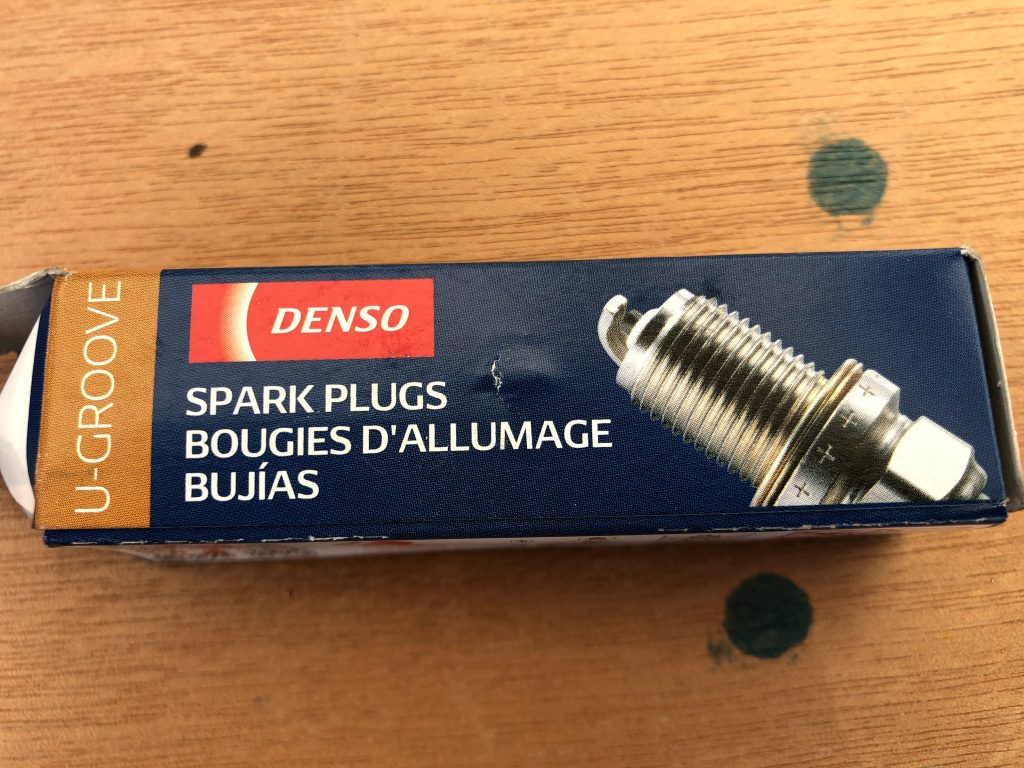 U-GROOVE
DENSO
SPARK PLUGS
BOUGIES D'ALLUMAGE
BUJÍAS